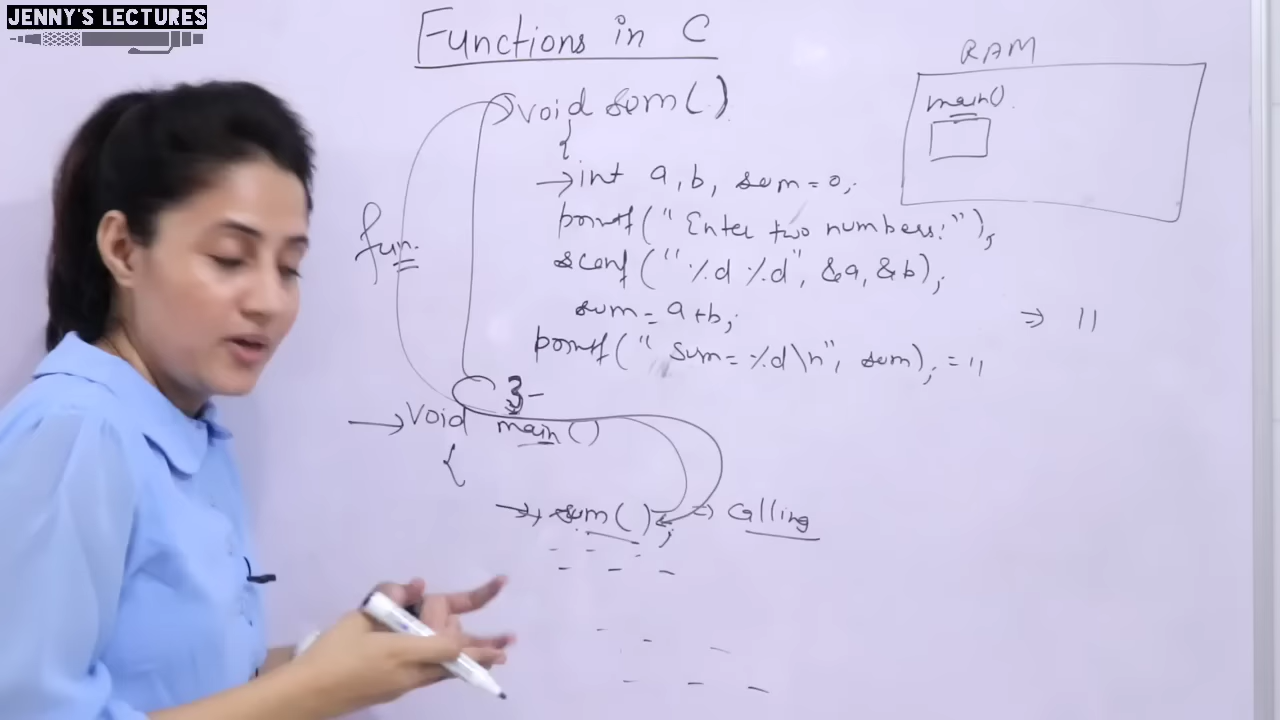 JENNY'S LECTURES
Functions in C
RAM
main().
void sum()
{
int a, b, sum=0;
printf("Enter two numbers:");
fun.
scanf("%d %d", &a, &b);
sum=a+b;
=> 11
printf("Sum=%d\n", sum); = 11
}
void main()
{
sum(); => Calling